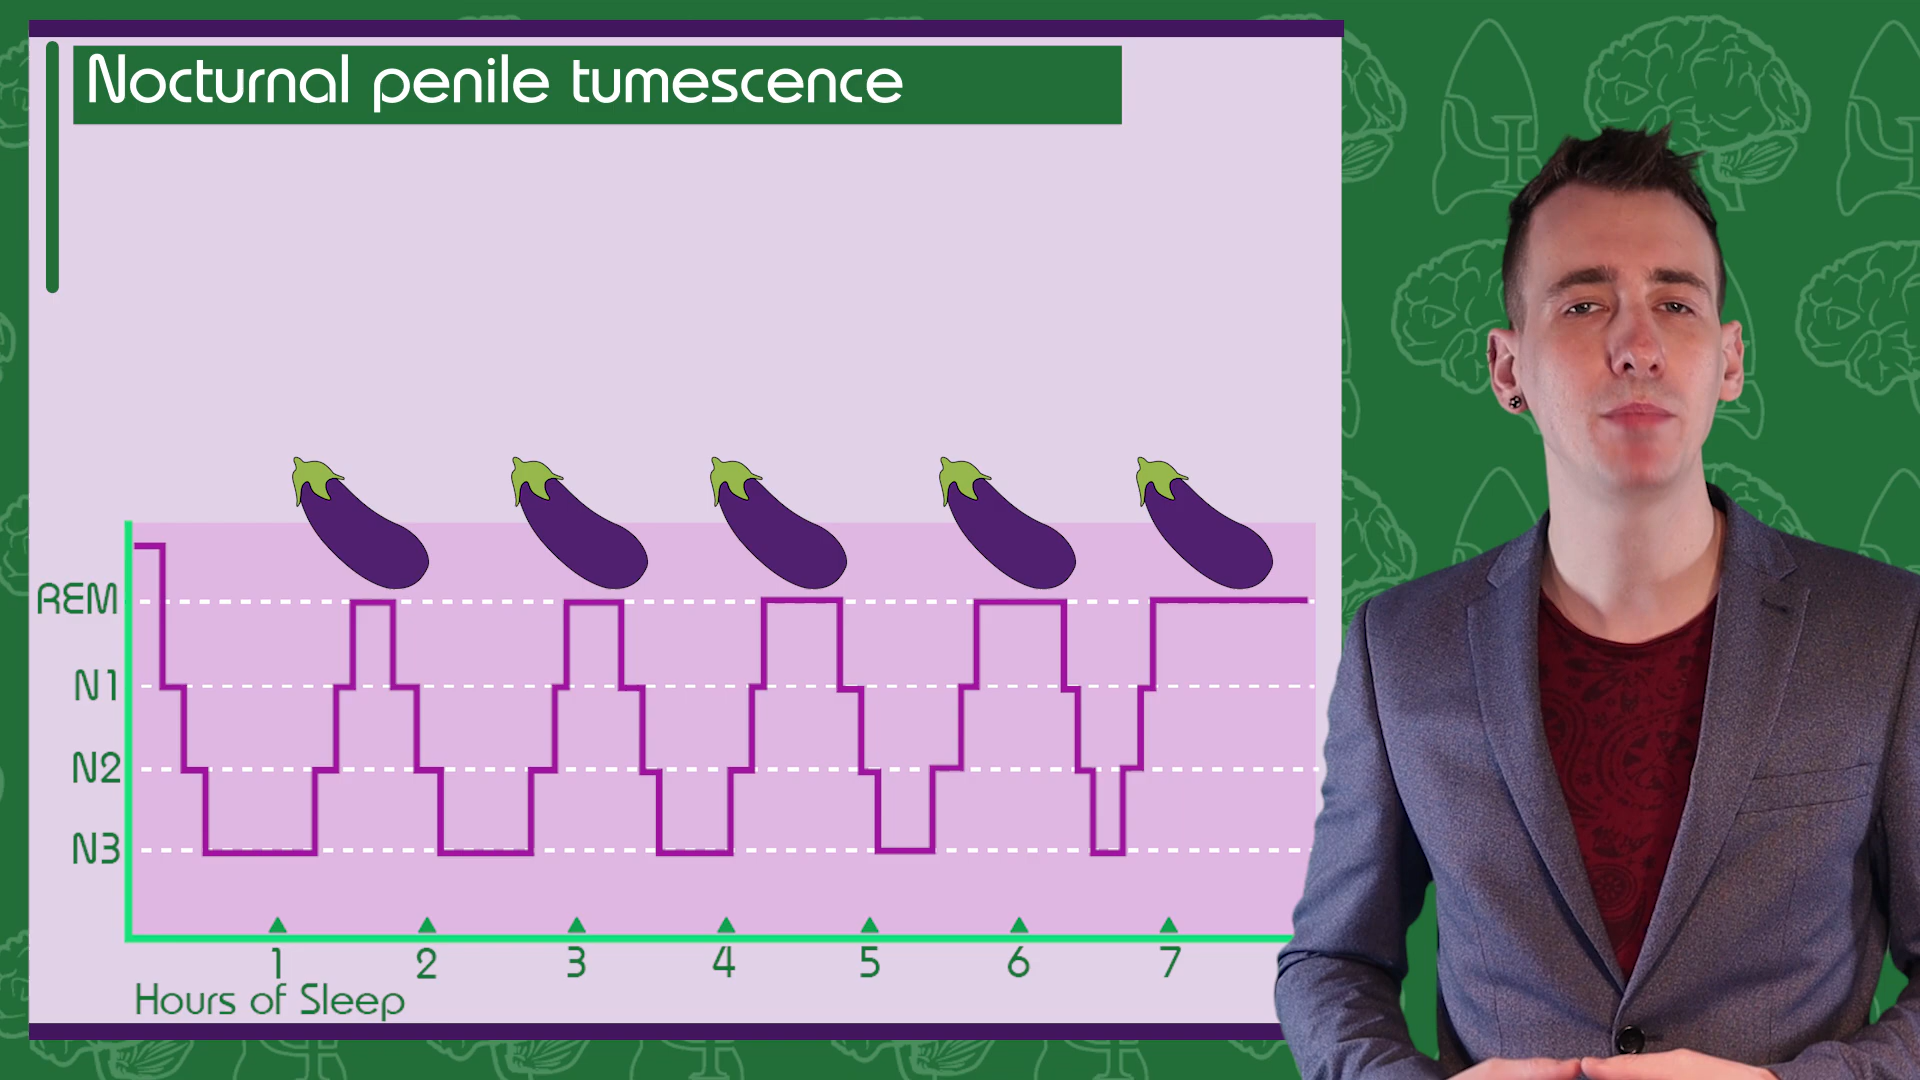 Nocturnal penile tumescence
REM
N1
N2
N3
1 2 3 4 5 6 7
Hours of Sleep